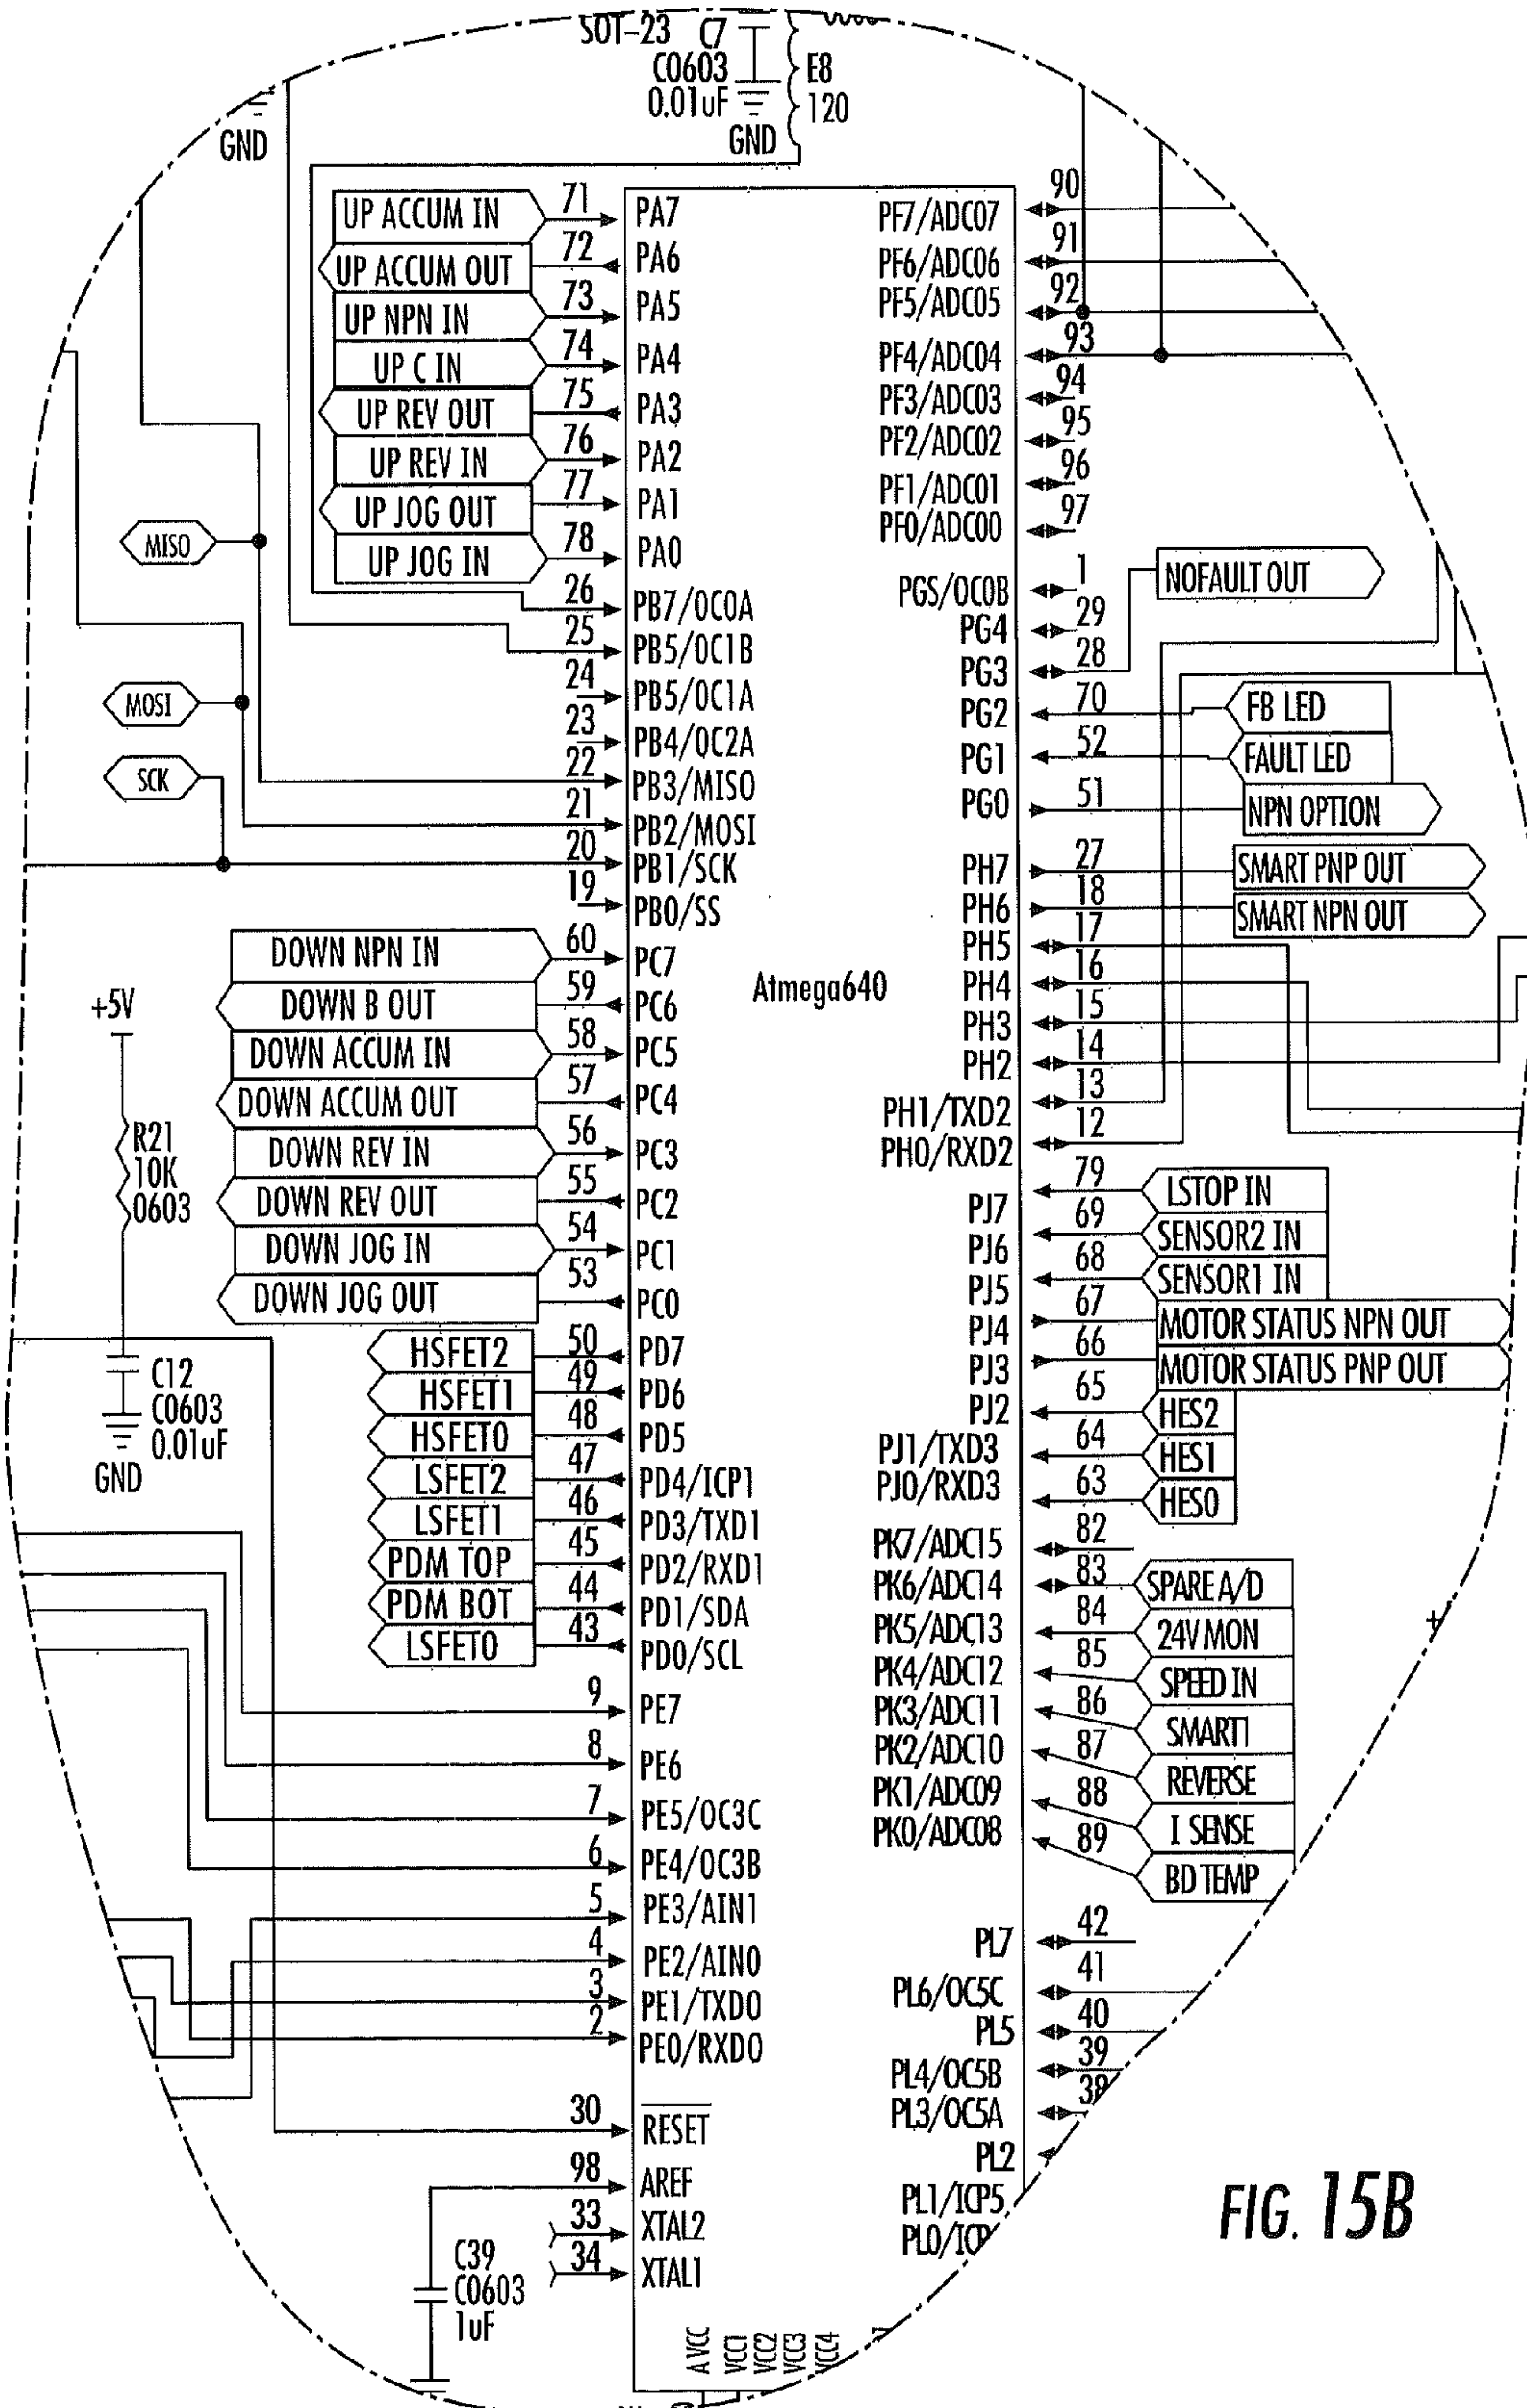 SOT-23
C7
C0603
0.01uF
GND
E8
120
GND
UP ACCUM IN 71 PA7
UP ACCUM OUT 72 PA6
UP NPN IN 73 PA5
UP C IN 74 PA4
UP REV OUT 75 PA3
UP REV IN 76 PA2
UP JOG OUT 77 PA1
UP JOG IN 78 PA0
26 PB7/OC0A
25 PB5/OC1B
24 PB5/OC1A
23 PB4/OC2A
22 PB3/MISO
21 PB2/MOSI
20 PB1/SCK
19 PB0/SS
MISO
MOSI
SCK
DOWN NPN IN 60 PC7
DOWN B OUT 59 PC6
DOWN ACCUM IN 58 PC5
DOWN ACCUM OUT 57 PC4
DOWN REV IN 56 PC3
DOWN REV OUT 55 PC2
DOWN JOG IN 54 PC1
DOWN JOG OUT 53 PC0
+5V
R21
10K
0603
C12
C0603
0.01uF
GND
HSFET2 50 PD7
HSFET1 49 PD6
HSFET0 48 PD5
LSFET2 47 PD4/ICP1
LSFET1 46 PD3/TXD1
PDM TOP 45 PD2/RXD1
PDM BOT 44 PD1/SDA
LSFET0 43 PD0/SCL
9 PE7
8 PE6
7 PE5/OC3C
6 PE4/OC3B
5 PE3/AIN1
4 PE2/AIN0
3 PE1/TXD0
2 PE0/RXD0
30 RESET
98 AREF
33 XTAL2
34 XTAL1
C39
C0603
1uF
Atmega640
A VCC
VCC1
VCC2
VCC3
VCC4
PF7/ADC07 90
PF6/ADC06 91
PF5/ADC05 92
PF4/ADC04 93
PF3/ADC03 94
PF2/ADC02 95
PF1/ADC01 96
PF0/ADC00 97
PGS/OC0B 1
PG4 29
PG3 28 NOFAULT OUT
PG2 70 FB LED
PG1 52 FAULT LED
PG0 51 NPN OPTION
PH7 27 SMART PNP OUT
PH6 18 SMART NPN OUT
PH5 17
PH4 16
PH3 15
PH2 14
PH1/TXD2 13
PH0/RXD2 12
PJ7 79 LSTOP IN
PJ6 69 SENSOR2 IN
PJ5 68 SENSOR1 IN
PJ4 67 MOTOR STATUS NPN OUT
PJ3 66 MOTOR STATUS PNP OUT
PJ2 65 HES2
PJ1/TXD3 64 HES1
PJ0/RXD3 63 HES0
PK7/ADC15 82
PK6/ADC14 83 SPARE A/D
PK5/ADC13 84 24V MON
PK4/ADC12 85 SPEED IN
PK3/ADC11 86 SMART1
PK2/ADC10 87 REVERSE
PK1/ADC09 88 I SENSE
PK0/ADC08 89 BD TEMP
+
PL7 42
PL6/OC5C 41
PL5 40
PL4/OC5B 39
PL3/OC5A 38
PL2
PL1/ICP5
PL0/ICP
FIG. 15B